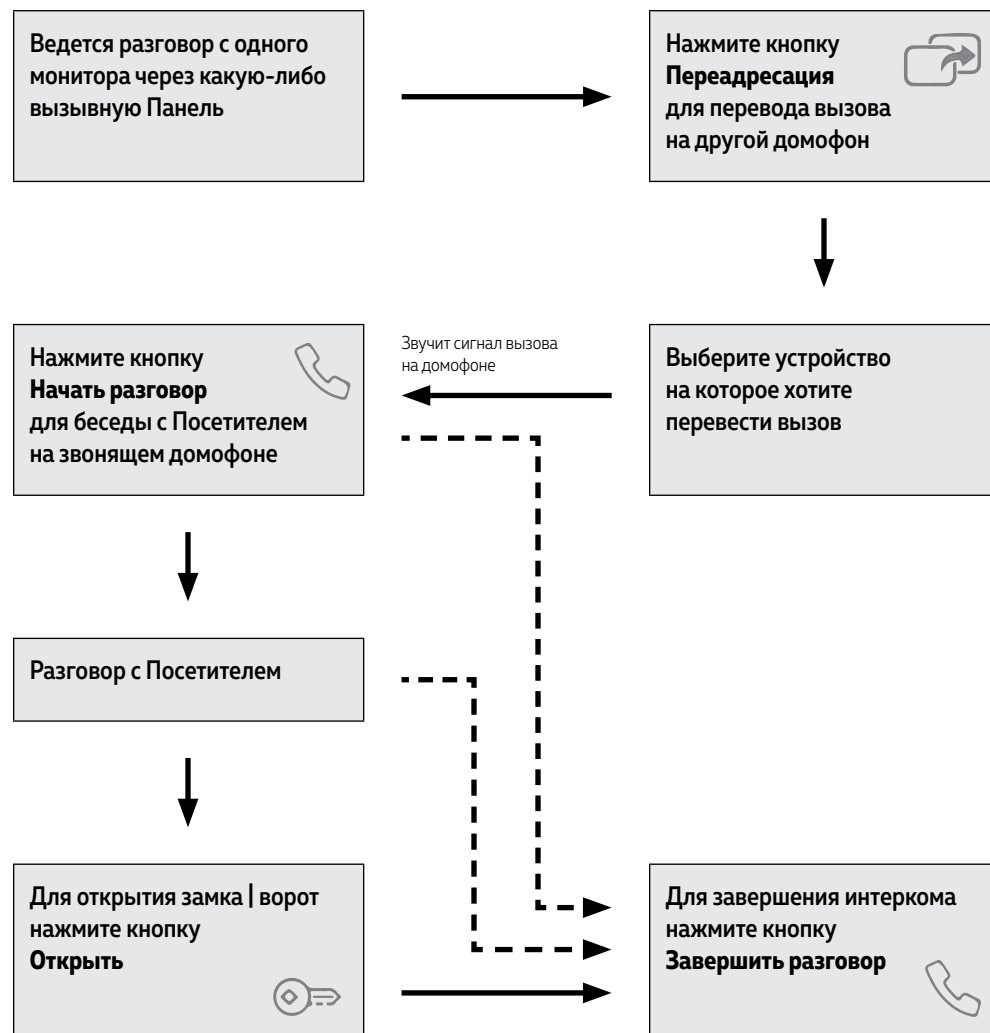 Ведется разговор с одного
монитора через какую-либо
вызывную Панель
Нажмите кнопку
Переадресация
для перевода вызова
на другой домофон
Выберите устройство
на которое хотите
перевести вызов
Звучит сигнал вызова
на домофоне
Нажмите кнопку
Начать разговор
для беседы с Посетителем
на звонящем домофоне
Разговор с Посетителем
Для открытия замка | ворот
нажмите кнопку
Открыть
Для завершения интеркома
нажмите кнопку
Завершить разговор